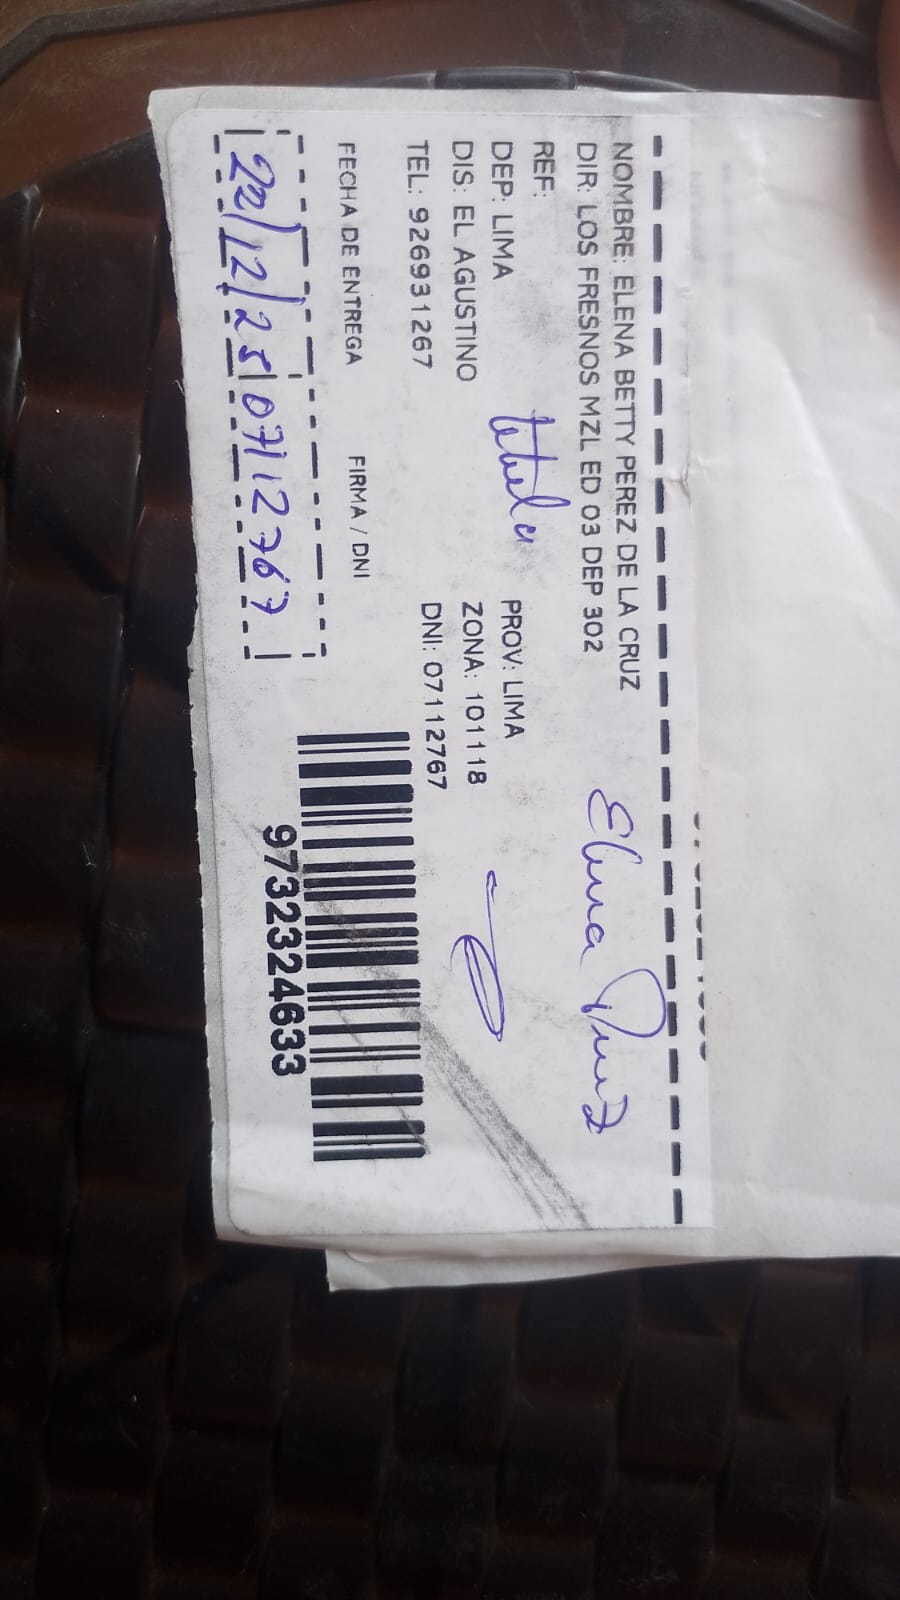 NOMBRE: ELENA BETTY PEREZ DE LA CRUZ
DIR: LOS FRESNOS MZL ED 03 DEP 302
Elena Perez
REF:
DEP: LIMA PROV: LIMA
DIS: EL AGUSTINO ZONA: 101118
TEL: 926931267 DNI: 07112767
FECHA DE ENTREGA FIRMA / DNI
22/12/25 07112767
9732324633